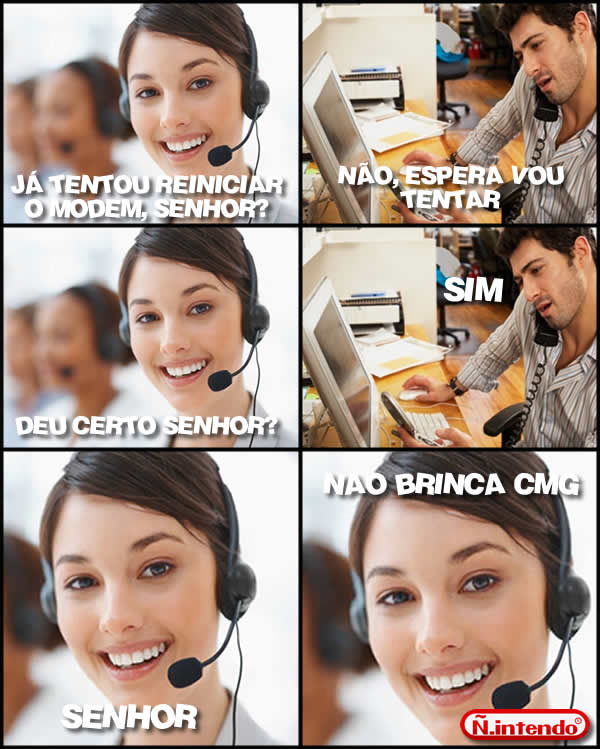 JÁ TENTOU REINICIAR
O MODEM, SENHOR?
NÃO, ESPERA VOU
TENTAR
DEU CERTO SENHOR?
SIM
SENHOR
NAO BRINCA CMG
Ñ.intendo®